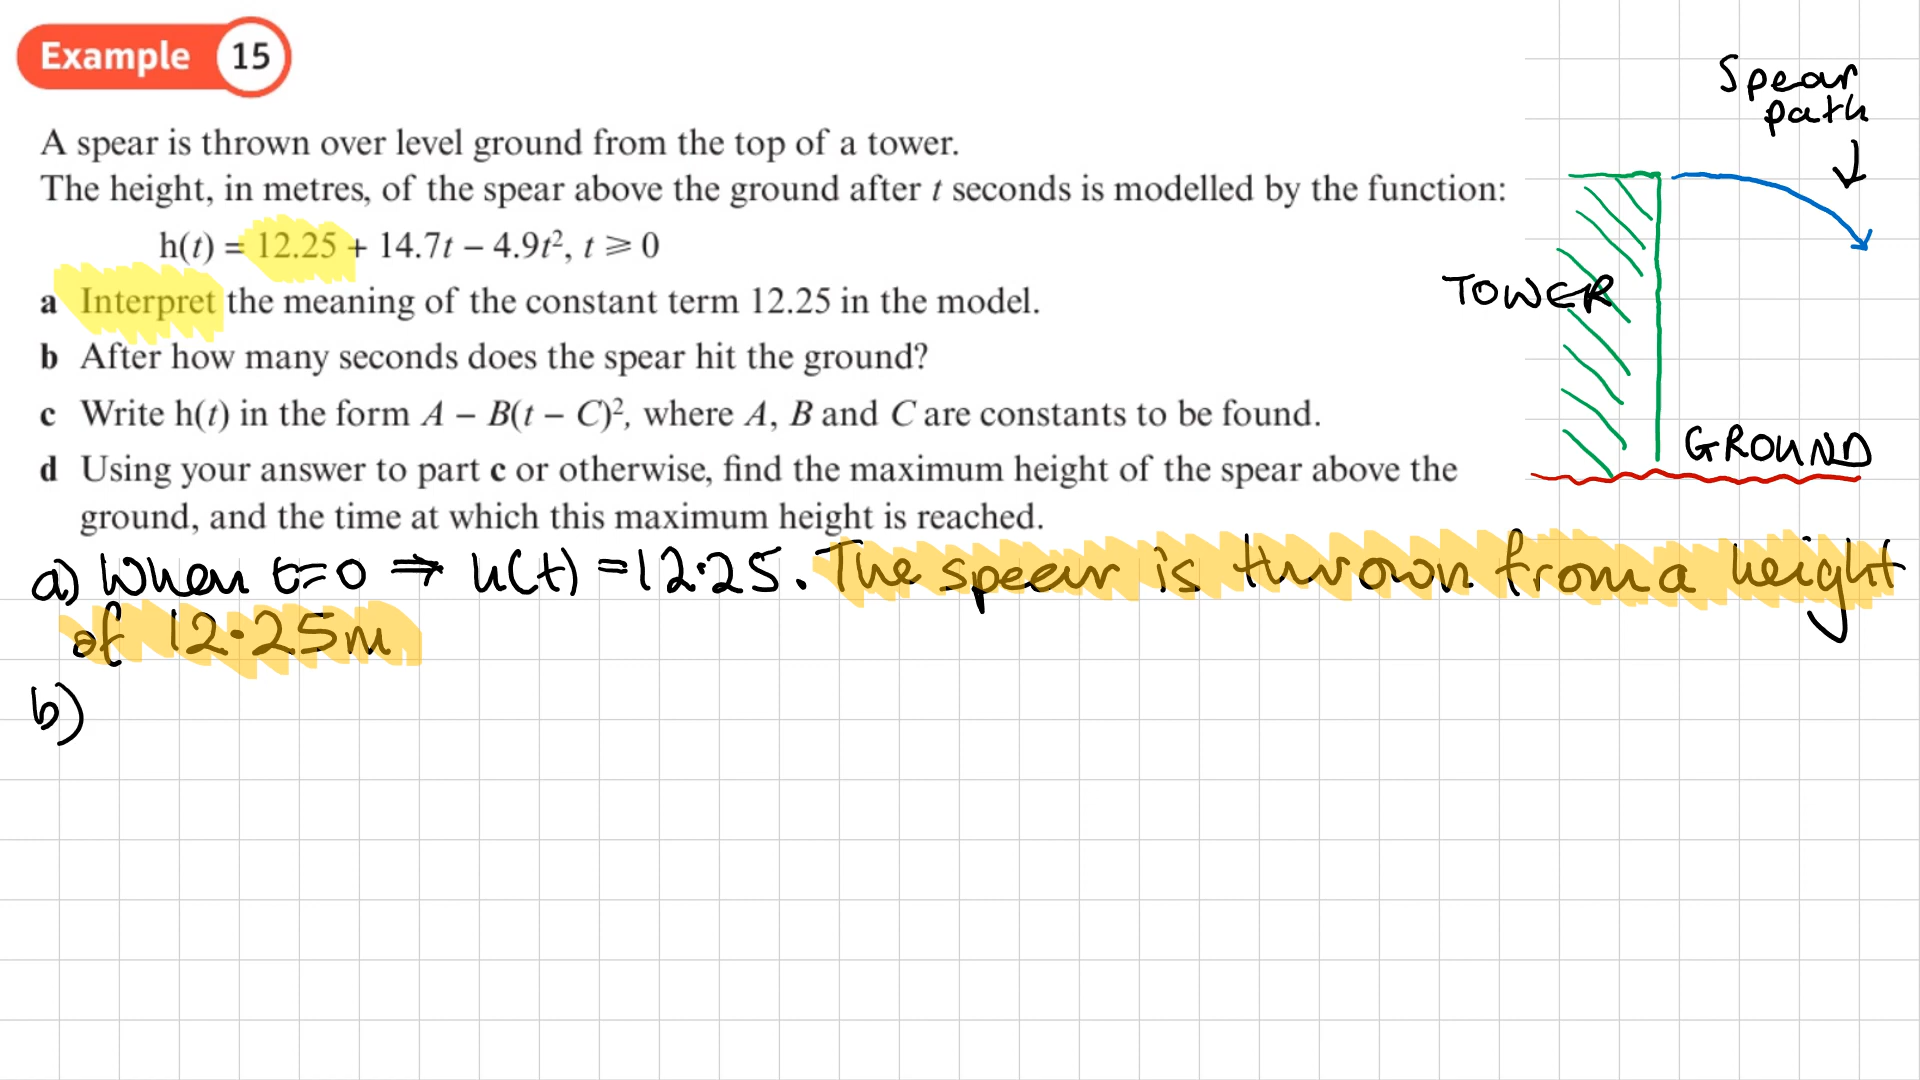 Example 15
A spear is thrown over level ground from the top of a tower.
The height, in metres, of the spear above the ground after t seconds is modelled by the function:
h(t) = 12.25 + 14.7t – 4.9t², t ⩾ 0
a Interpret the meaning of the constant term 12.25 in the model.
b After how many seconds does the spear hit the ground?
c Write h(t) in the form A – B(t – C)², where A, B and C are constants to be found.
d Using your answer to part c or otherwise, find the maximum height of the spear above the
ground, and the time at which this maximum height is reached.
Spear
path
TOWER
GROUND
a) When t=0 ⇒ h(t) =12.25. The spear is thrown from a height
of 12.25m
b)